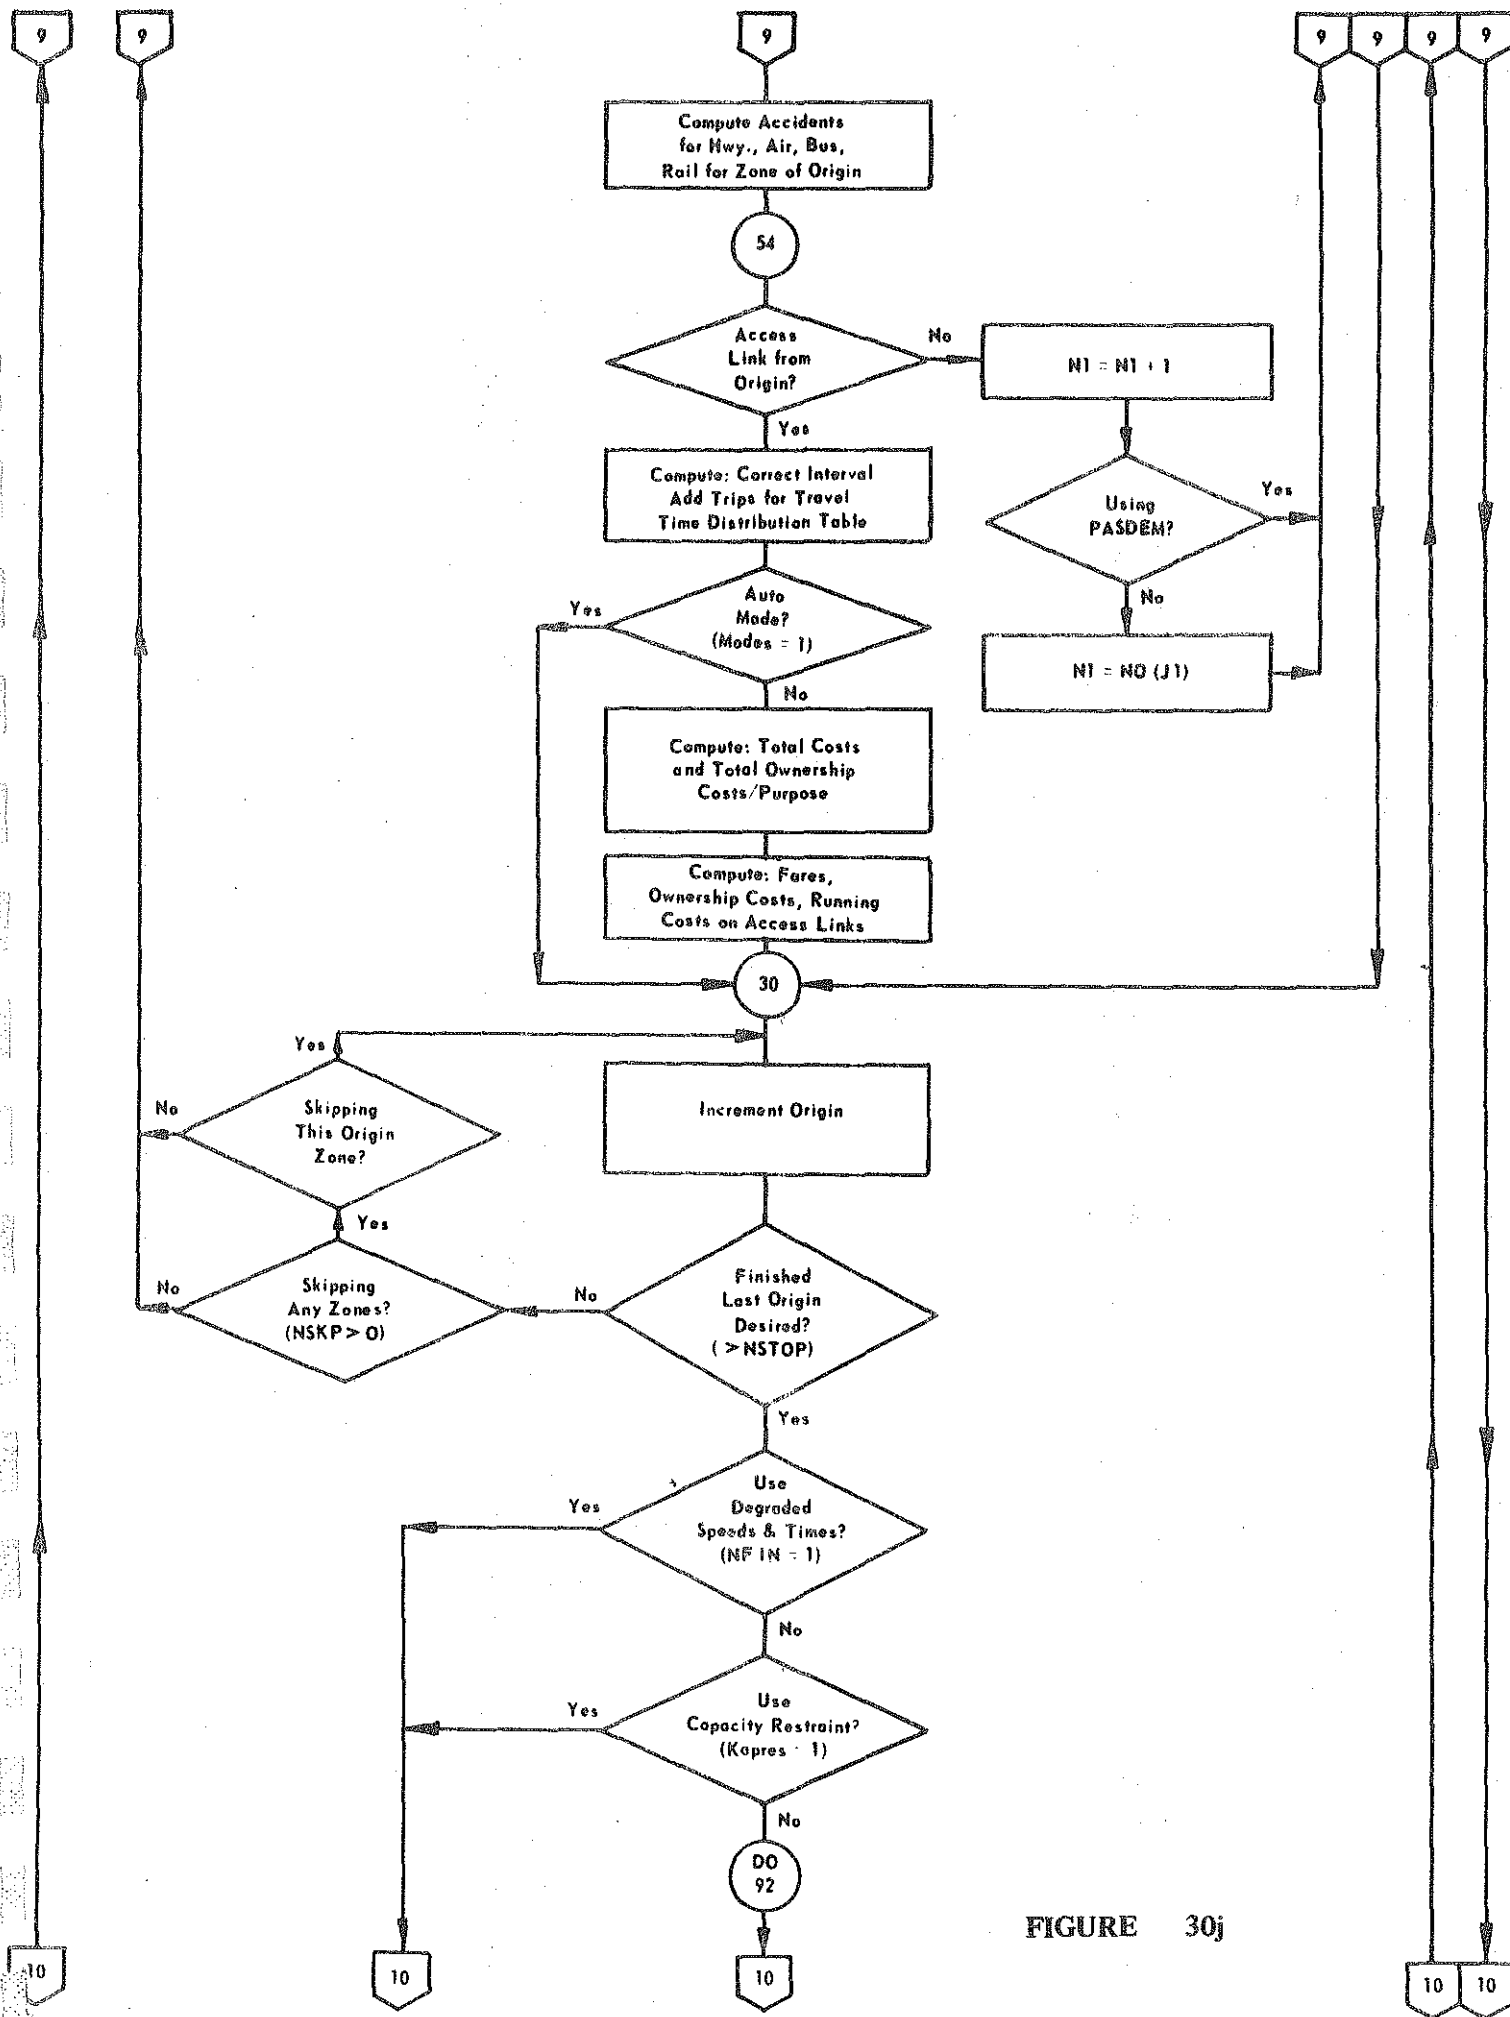 9
9
9
9
9
9
9
Compute Accidents
for Hwy., Air, Bus,
Rail for Zone of Origin
54
Access
Link from
Origin?
No
N1 = N1 + 1
Yes
Compute: Correct Interval
Add Trips for Travel
Time Distribution Table
Using
PASDEM?
Yes
No
N1 = NO (J1)
Auto
Mode?
(Modes = 1)
Yes
No
Compute: Total Costs
and Total Ownership
Costs/Purpose
Compute: Fares,
Ownership Costs, Running
Costs on Access Links
30
Yes
Skipping
This Origin
Zone?
No
Increment Origin
Yes
Skipping
Any Zones?
(NSKP > 0)
No
No
Finished
Last Origin
Desired?
( > NSTOP)
Yes
Use
Degraded
Speeds & Times?
(NF IN = 1)
Yes
No
Use
Capacity Restraint?
(Kapres = 1)
Yes
No
DO
92
FIGURE 30j
10
10
10
10
10